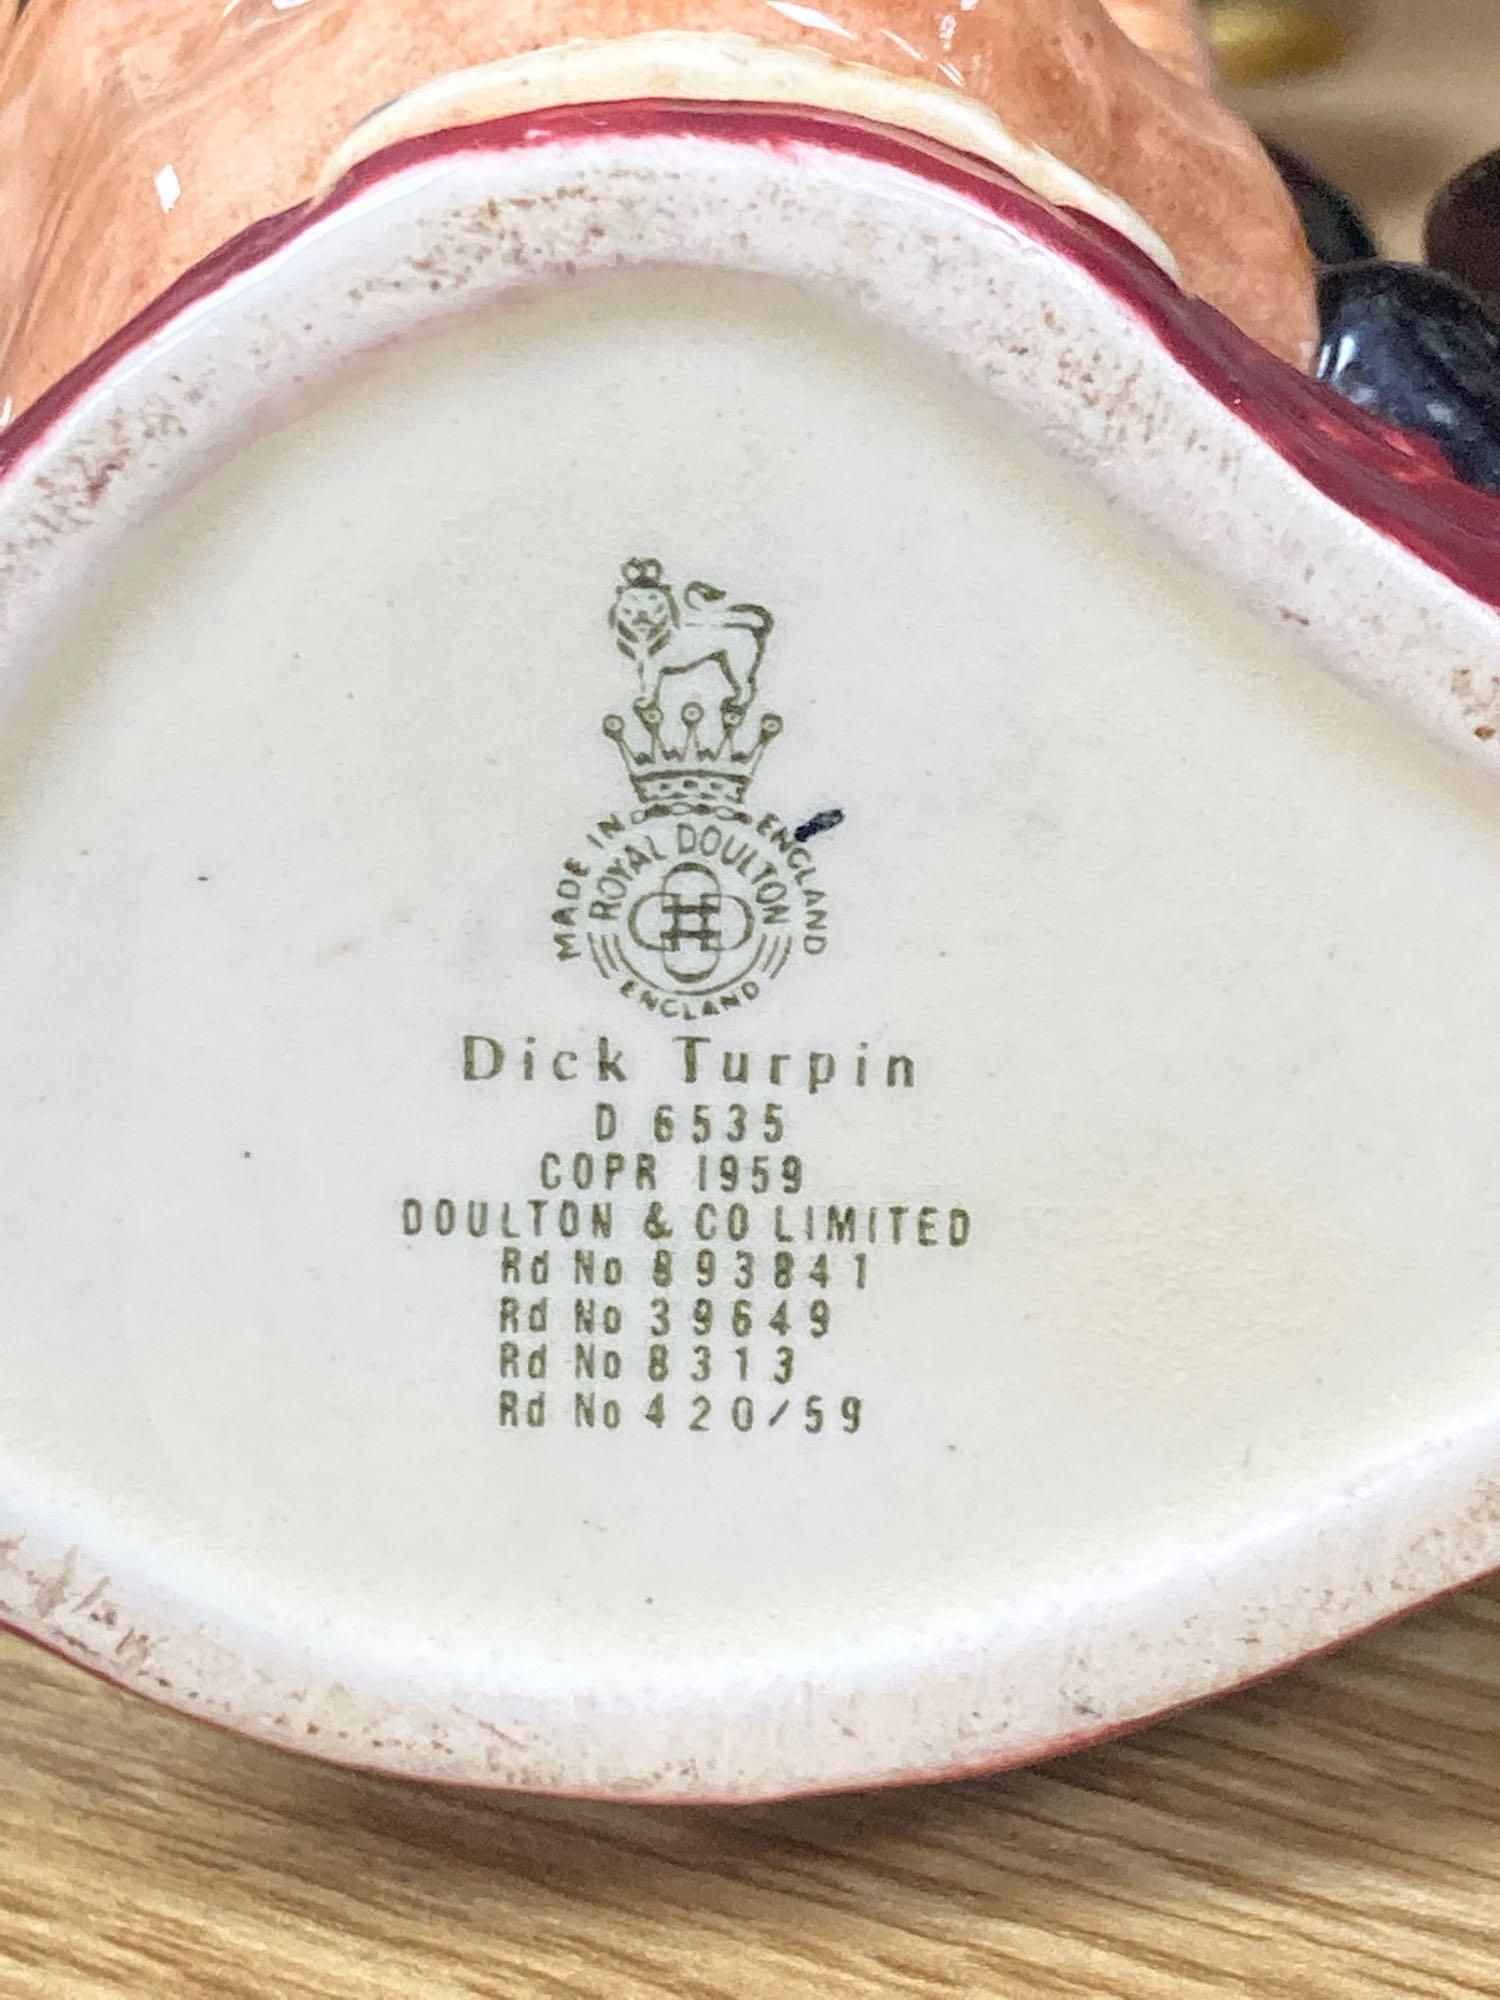 MADE IN ENGLAND
ROYAL DOULTON
ENGLAND
Dick Turpin
D 6535
COPR 1959
DOULTON & CO LIMITED
Rd No 893841
Rd No 39649
Rd No 8313
Rd No 420/59